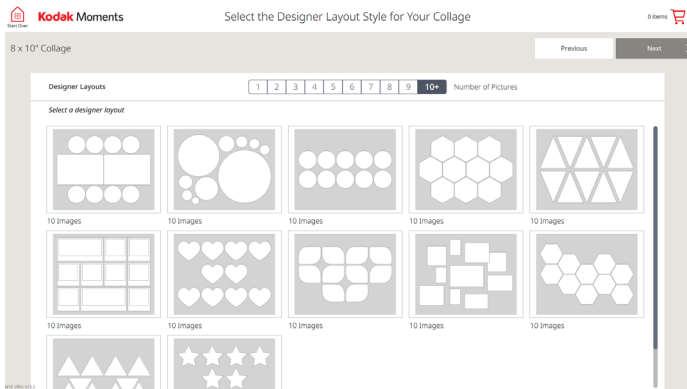 Start Over
Kodak Moments
Select the Designer Layout Style for Your Collage
0 items
8 x 10" Collage
Previous
Next
Designer Layouts
1 2 3 4 5 6 7 8 9 10+
Number of Pictures
Select a designer layout
10 Images
10 Images
10 Images
10 Images
10 Images
10 Images
10 Images
10 Images
10 Images
10 Images